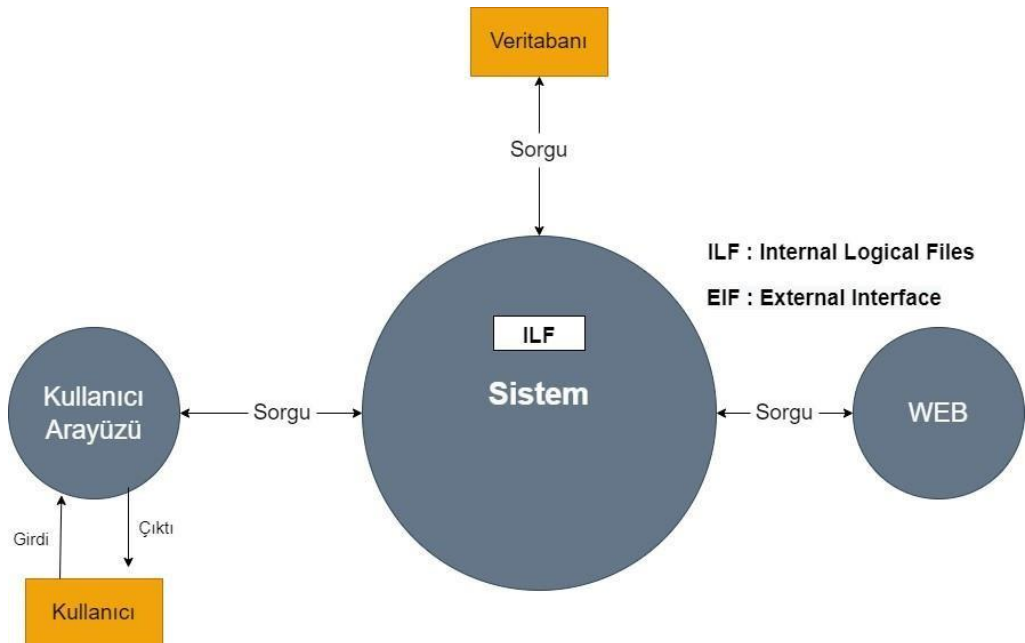 Veritabanı
Sorgu
ILF : Internal Logical Files
EIF : External Interface
ILF
Sistem
Kullanıcı
Arayüzü
Sorgu
Sorgu
WEB
Girdi
Çıktı
Kullanıcı